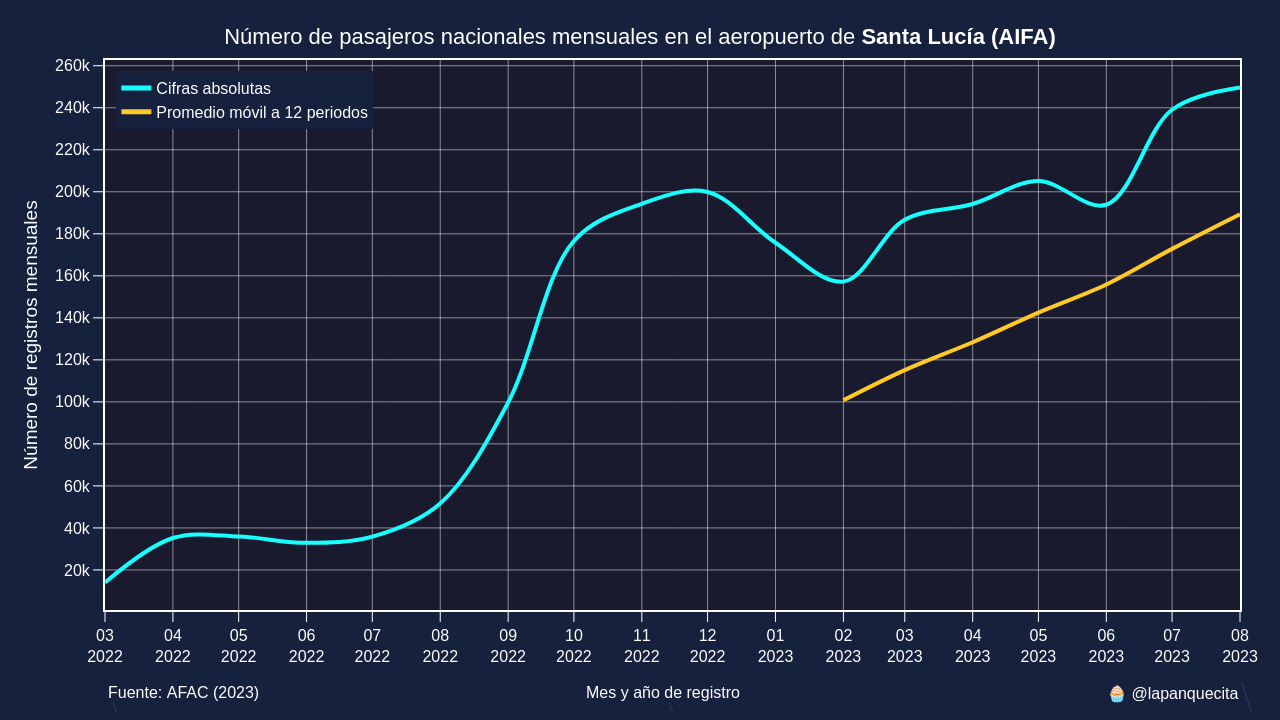 Número de pasajeros nacionales mensuales en el aeropuerto de Santa Lucía (AIFA)
Cifras absolutas
Promedio móvil a 12 periodos
Número de registros mensuales
260k
240k
220k
200k
180k
160k
140k
120k
100k
80k
60k
40k
20k
03 04 05 06 07 08 09 10 11 12 01 02 03 04 05 06 07 08
2022 2022 2022 2022 2022 2022 2022 2022 2022 2022 2023 2023 2023 2023 2023 2023 2023 2023
Fuente: AFAC (2023) Mes y año de registro 🧁 @lapanquecita